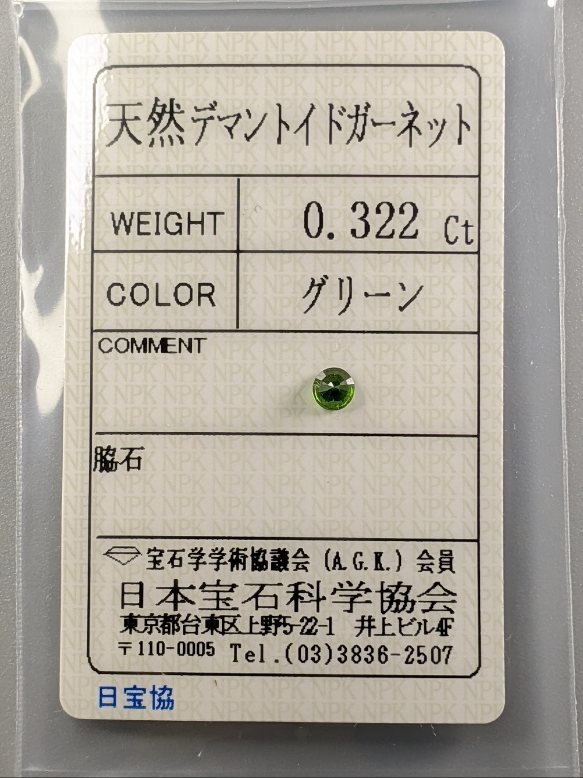 天然デマントイドガーネット
WEIGHT 0.322 Ct
COLOR グリーン
COMMENT
脇石
宝石学学術協議会 (A.G.K.) 会員
日本宝石科学協会
東京都台東区上野5-22-1 井上ビル4F
〒110-0005 Tel.(03)3836-2507
日宝協